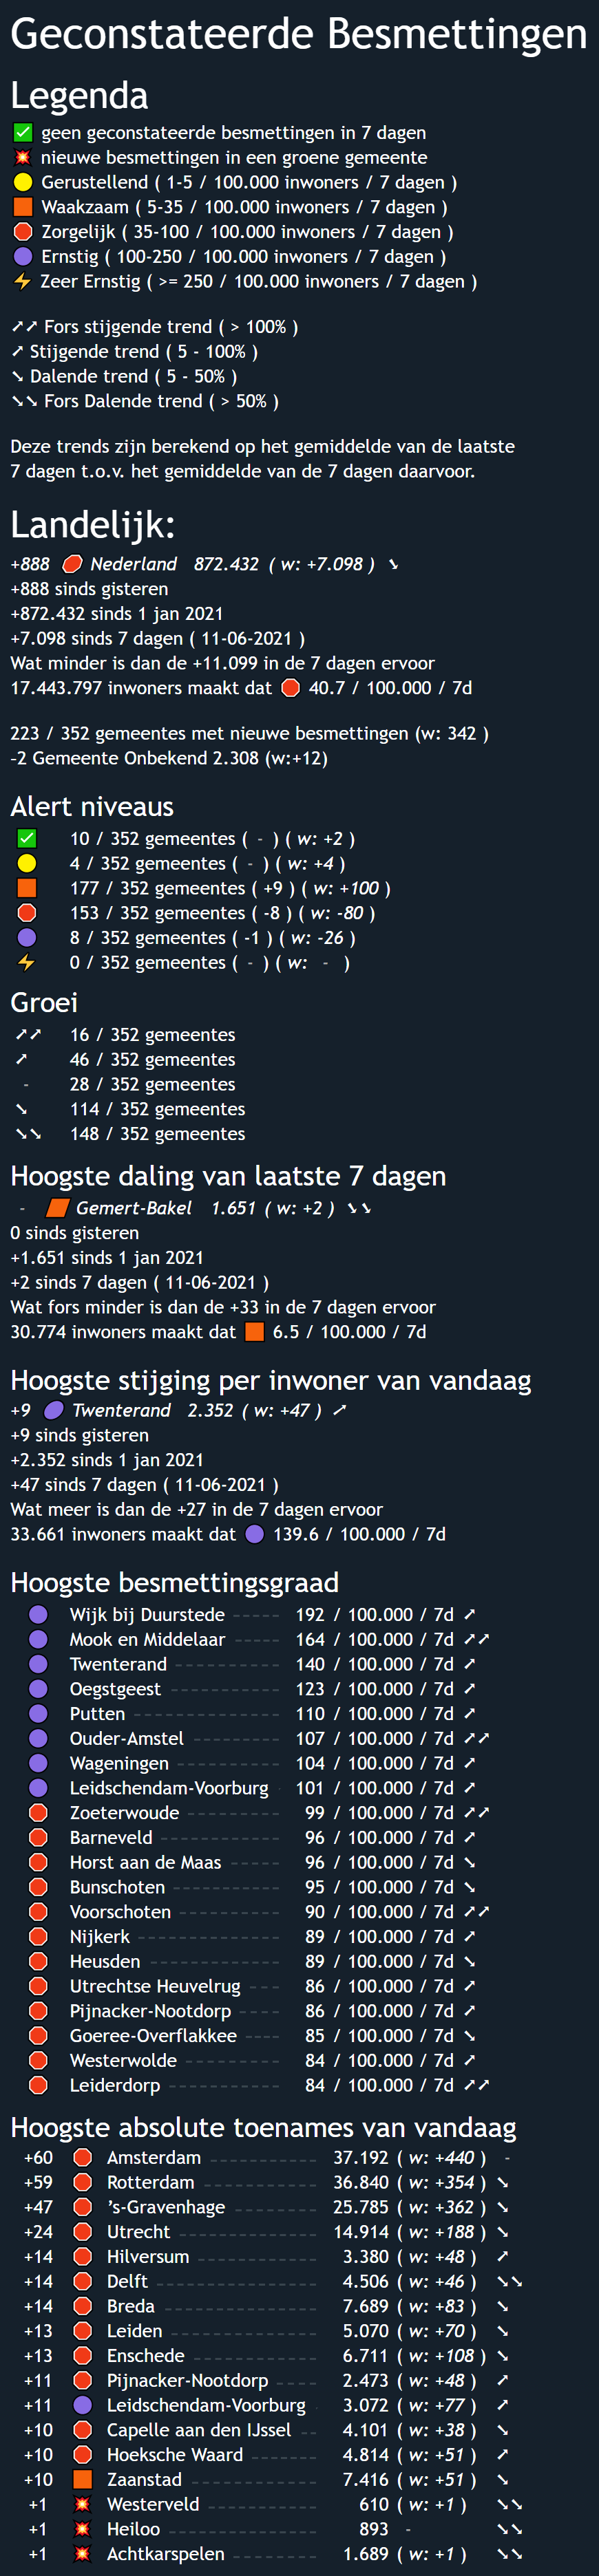 Geconstateerde Besmettingen
Legenda
geen geconstateerde besmettingen in 7 dagen
nieuwe besmettingen in een groene gemeente
Gerustellend ( 1-5 / 100.000 inwoners / 7 dagen )
Waakzaam ( 5-35 / 100.000 inwoners / 7 dagen )
Zorgelijk ( 35-100 / 100.000 inwoners / 7 dagen )
Ernstig ( 100-250 / 100.000 inwoners / 7 dagen )
Zeer Ernstig ( >= 250 / 100.000 inwoners / 7 dagen )
➚➚ Fors stijgende trend ( > 100% )
➚ Stijgende trend ( 5 - 100% )
➘ Dalende trend ( 5 - 50% )
➘➘ Fors Dalende trend ( > 50% )
Deze trends zijn berekend op het gemiddelde van de laatste
7 dagen t.o.v. het gemiddelde van de 7 dagen daarvoor.
Landelijk:
+888 Nederland 872.432 ( w: +7.098 ) ➘
+888 sinds gisteren
+872.432 sinds 1 jan 2021
+7.098 sinds 7 dagen ( 11-06-2021 )
Wat minder is dan de +11.099 in de 7 dagen ervoor
17.443.797 inwoners maakt dat 40.7 / 100.000 / 7d
223 / 352 gemeentes met nieuwe besmettingen (w: 342 )
-2 Gemeente Onbekend 2.308 (w:+12)
Alert niveaus
10 / 352 gemeentes ( - ) ( w: +2 )
4 / 352 gemeentes ( - ) ( w: +4 )
177 / 352 gemeentes ( +9 ) ( w: +100 )
153 / 352 gemeentes ( -8 ) ( w: -80 )
8 / 352 gemeentes ( -1 ) ( w: -26 )
0 / 352 gemeentes ( - ) ( w: - )
Groei
➚➚ 16 / 352 gemeentes
➚ 46 / 352 gemeentes
- 28 / 352 gemeentes
➘ 114 / 352 gemeentes
➘➘ 148 / 352 gemeentes
Hoogste daling van laatste 7 dagen
- Gemert-Bakel 1.651 ( w: +2 ) ➘➘
0 sinds gisteren
+1.651 sinds 1 jan 2021
+2 sinds 7 dagen ( 11-06-2021 )
Wat fors minder is dan de +33 in de 7 dagen ervoor
30.774 inwoners maakt dat 6.5 / 100.000 / 7d
Hoogste stijging per inwoner van vandaag
+9 Twenterand 2.352 ( w: +47 ) ➚
+9 sinds gisteren
+2.352 sinds 1 jan 2021
+47 sinds 7 dagen ( 11-06-2021 )
Wat meer is dan de +27 in de 7 dagen ervoor
33.661 inwoners maakt dat 139.6 / 100.000 / 7d
Hoogste besmettingsgraad
Wijk bij Duurstede ----- 192 / 100.000 / 7d ➚
Mook en Middelaar ----- 164 / 100.000 / 7d ➚➚
Twenterand ----------- 140 / 100.000 / 7d ➚
Oegstgeest ----------- 123 / 100.000 / 7d ➚
Putten --------------- 110 / 100.000 / 7d ➚
Ouder-Amstel --------- 107 / 100.000 / 7d ➚➚
Wageningen ----------- 104 / 100.000 / 7d ➚
Leidschendam-Voorburg 101 / 100.000 / 7d ➚
Zoeterwoude --------- 99 / 100.000 / 7d ➚➚
Barneveld ------------ 96 / 100.000 / 7d ➚
Horst aan de Maas ----- 96 / 100.000 / 7d ➘
Bunschoten ----------- 95 / 100.000 / 7d ➘
Voorschoten ---------- 90 / 100.000 / 7d ➚➚
Nijkerk -------------- 89 / 100.000 / 7d ➚
Heusden ------------- 89 / 100.000 / 7d ➘
Utrechtse Heuvelrug --- 86 / 100.000 / 7d ➚
Pijnacker-Nootdorp ---- 86 / 100.000 / 7d ➚
Goeree-Overflakkee ---- 85 / 100.000 / 7d ➘
Westerwolde ---------- 84 / 100.000 / 7d ➚
Leiderdorp ----------- 84 / 100.000 / 7d ➚➚
Hoogste absolute toenames van vandaag
+60 Amsterdam ----------- 37.192 ( w: +440 ) -
+59 Rotterdam ----------- 36.840 ( w: +354 ) ➘
+47 's-Gravenhage --------- 25.785 ( w: +362 ) ➘
+24 Utrecht -------------- 14.914 ( w: +188 ) ➘
+14 Hilversum ------------ 3.380 ( w: +48 ) ➚
+14 Delft ---------------- 4.506 ( w: +46 ) ➘➘
+14 Breda --------------- 7.689 ( w: +83 ) ➘
+13 Leiden --------------- 5.070 ( w: +70 ) ➘
+13 Enschede ------------ 6.711 ( w: +108 ) ➘
+11 Pijnacker-Nootdorp ---- 2.473 ( w: +48 ) ➚
+11 Leidschendam-Voorburg 3.072 ( w: +77 ) ➚
+10 Capelle aan den IJssel -- 4.101 ( w: +38 ) ➘
+10 Hoeksche Waard ------- 4.814 ( w: +51 ) ➚
+10 Zaanstad ------------- 7.416 ( w: +51 ) ➘
+1 Westerveld ----------- 610 ( w: +1 ) ➘➘
+1 Heiloo --------------- 893 - ➘➘
+1 Achtkarspelen --------- 1.689 ( w: +1 ) ➘➘